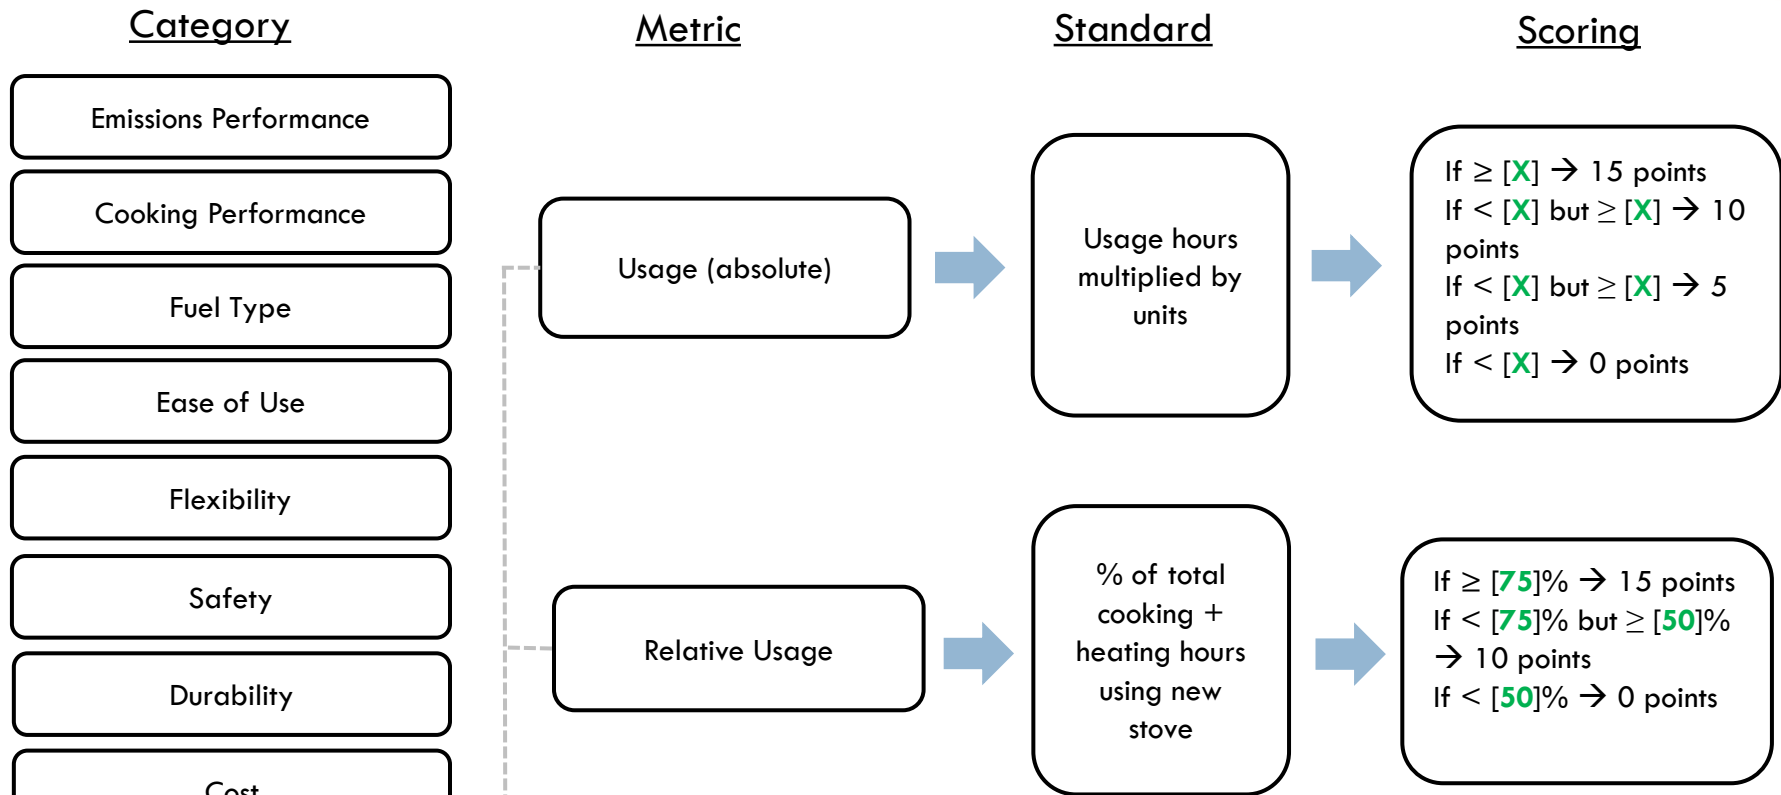 Category
Metric
Standard
Scoring
Emissions Performance
Cooking Performance
Fuel Type
Ease of Use
Flexibility
Safety
Durability
Cost
Usage (absolute)
Usage hours
multiplied by
units
If ≥ [X] → 15 points
If < [X] but ≥ [X] → 10
points
If < [X] but ≥ [X] → 5
points
If < [X] → 0 points
Relative Usage
% of total
cooking +
heating hours
using new
stove
If ≥ [75]% → 15 points
If < [75]% but ≥ [50]%
→ 10 points
If < [50]% → 0 points